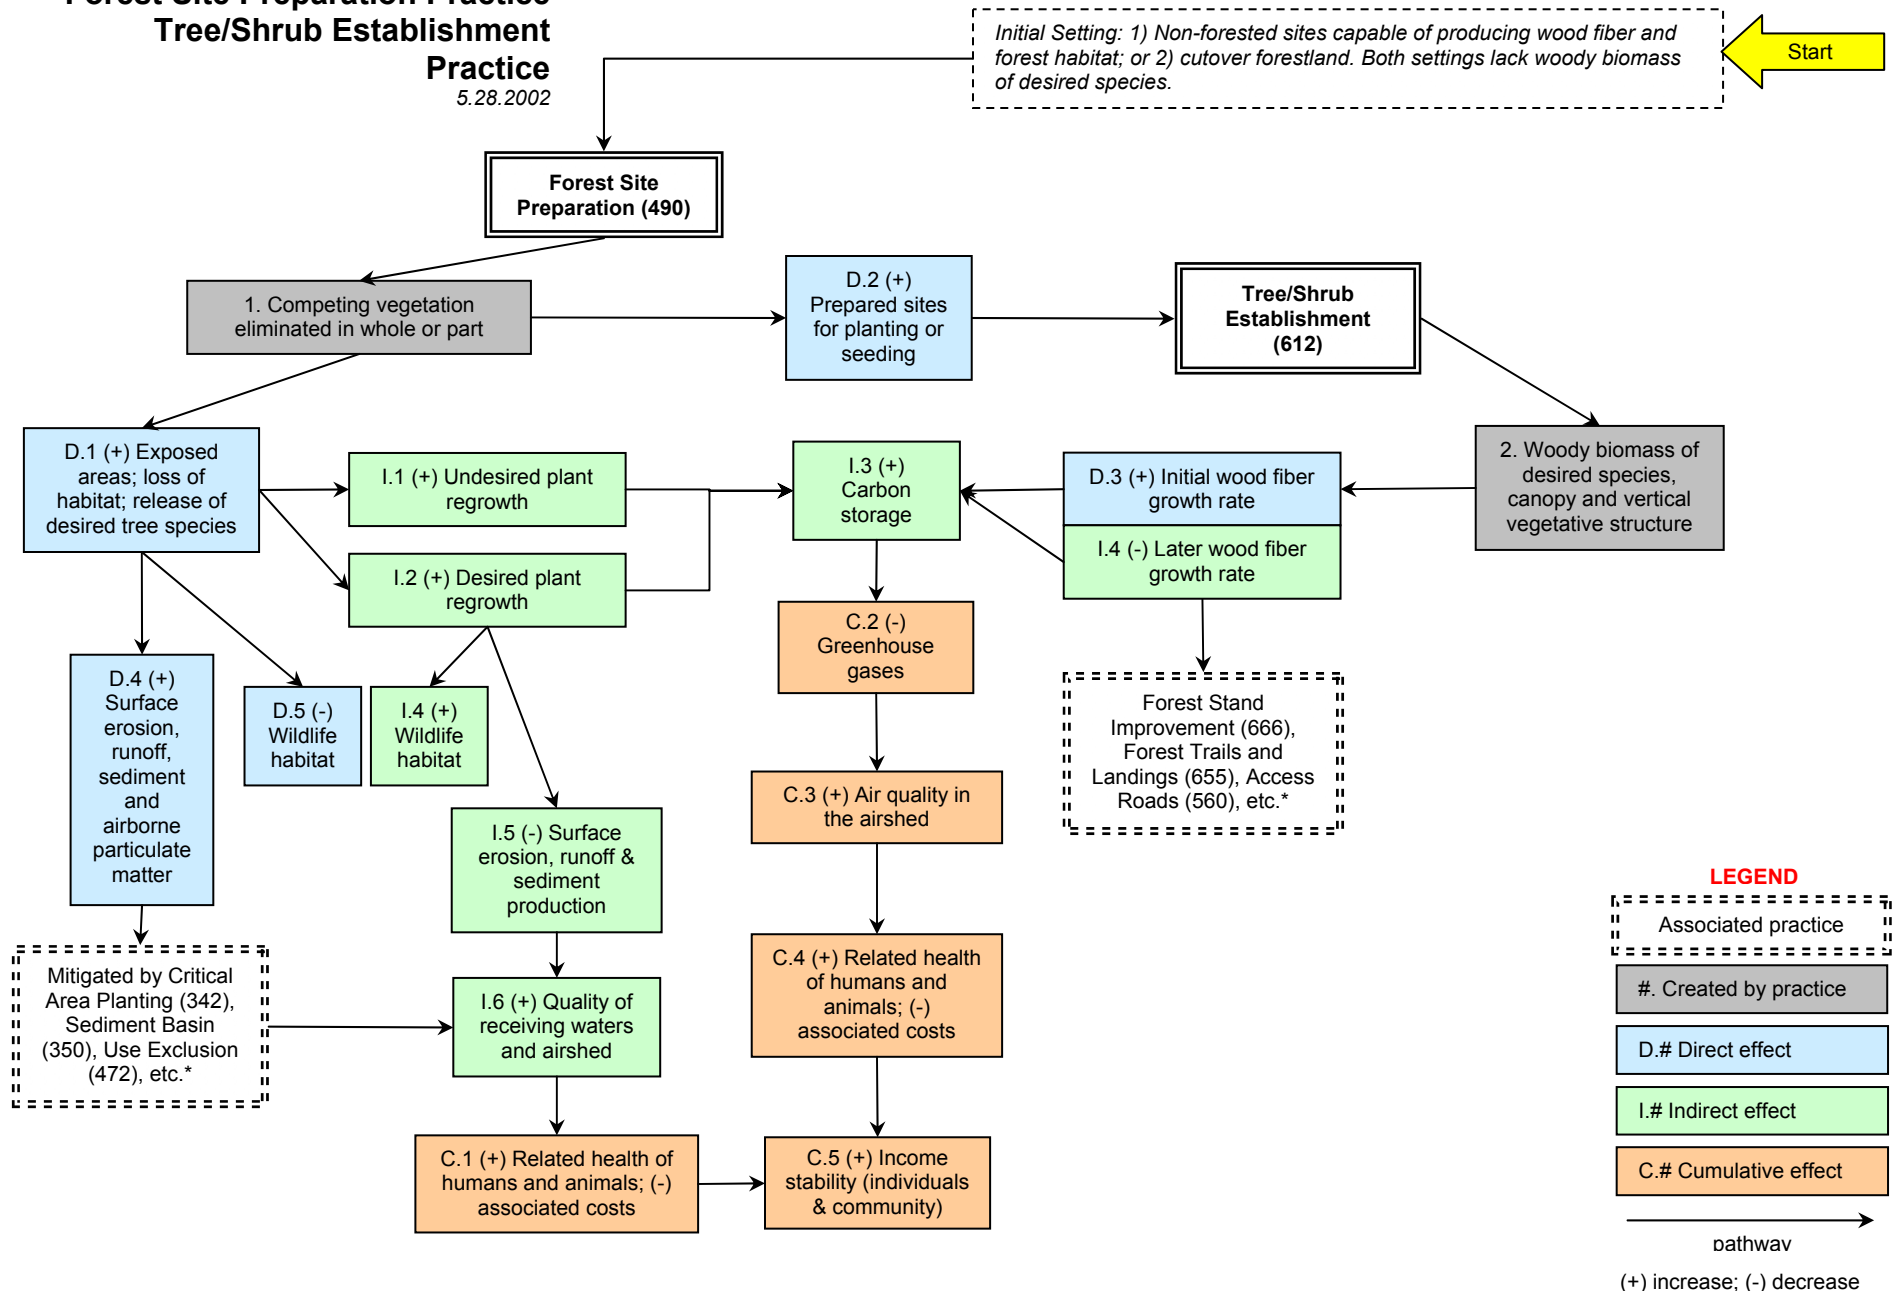 Forest Site Preparation Practice
Tree/Shrub Establishment
Practice
5.28.2002
Initial Setting: 1) Non-forested sites capable of producing wood fiber and
forest habitat; or 2) cutover forestland. Both settings lack woody biomass
of desired species.
Start
Forest Site
Preparation (490)
1. Competing vegetation
eliminated in whole or part
D.2 (+)
Prepared sites
for planting or
seeding
Tree/Shrub
Establishment
(612)
D.1 (+) Exposed
areas; loss of
habitat; release of
desired tree species
I.1 (+) Undesired plant
regrowth
I.2 (+) Desired plant
regrowth
I.3 (+)
Carbon
storage
D.3 (+) Initial wood fiber
growth rate
I.4 (-) Later wood fiber
growth rate
2. Woody biomass of
desired species,
canopy and vertical
vegetative structure
D.4 (+)
Surface
erosion,
runoff,
sediment
and
airborne
particulate
matter
D.5 (-)
Wildlife
habitat
I.4 (+)
Wildlife
habitat
C.2 (-)
Greenhouse
gases
Forest Stand
Improvement (666),
Forest Trails and
Landings (655), Access
Roads (560), etc.*
I.5 (-) Surface
erosion, runoff &
sediment
production
C.3 (+) Air quality in
the airshed
Mitigated by Critical
Area Planting (342),
Sediment Basin
(350), Use Exclusion
(472), etc.*
I.6 (+) Quality of
receiving waters
and airshed
C.4 (+) Related health
of humans and
animals; (-)
associated costs
C.1 (+) Related health of
humans and animals; (-)
associated costs
C.5 (+) Income
stability (individuals
& community)
LEGEND
Associated practice
#. Created by practice
D.# Direct effect
I.# Indirect effect
C.# Cumulative effect
pathway
(+) increase; (-) decrease